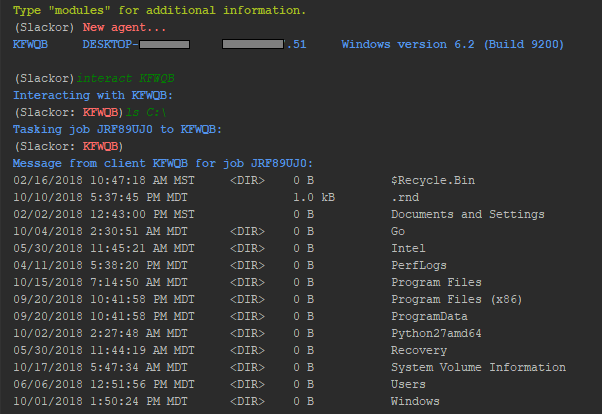 Type "modules" for additional information.
(Slackor) New agent...
KFWQB DESKTOP- .51 Windows version 6.2 (Build 9200)
(Slackor)interact KFWQB
Interacting with KFWQB:
(Slackor: KFWQB)ls C:\
Tasking job JRF89UJ0 to KFWQB:
(Slackor: KFWQB)
Message from client KFWQB for job JRF89UJ0:
02/16/2018 10:47:18 AM MST <DIR> 0 B $Recycle.Bin
10/10/2018 5:37:45 PM MDT 1.0 kB .rnd
02/02/2018 12:43:00 PM MST 0 B Documents and Settings
10/04/2018 2:30:51 AM MDT <DIR> 0 B Go
05/30/2018 11:45:21 AM MDT <DIR> 0 B Intel
04/11/2018 5:38:20 PM MDT <DIR> 0 B PerfLogs
10/15/2018 7:14:50 AM MDT <DIR> 0 B Program Files
09/20/2018 10:41:58 PM MDT <DIR> 0 B Program Files (x86)
09/20/2018 10:41:58 PM MDT <DIR> 0 B ProgramData
10/02/2018 2:27:48 AM MDT <DIR> 0 B Python27amd64
05/30/2018 11:44:19 AM MDT <DIR> 0 B Recovery
10/17/2018 5:47:34 AM MDT <DIR> 0 B System Volume Information
06/06/2018 12:51:56 PM MDT <DIR> 0 B Users
10/01/2018 1:50:24 PM MDT <DIR> 0 B Windows